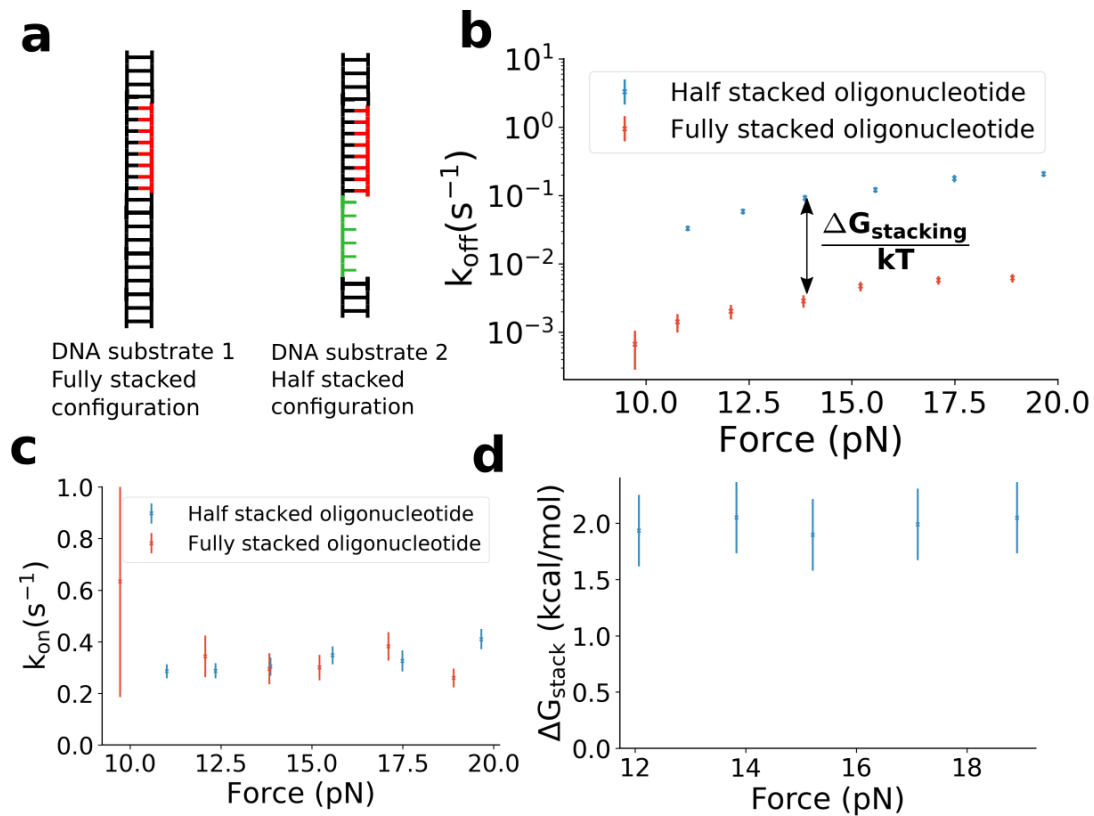 a
DNA substrate 1
Fully stacked
configuration
DNA substrate 2
Half stacked
configuration
b
Half stacked oligonucleotide
Fully stacked oligonucleotide
k_off(s⁻¹)
10¹
10⁰
10⁻¹
10⁻²
10⁻³
ΔG_stacking
kT
10.0 12.5 15.0 17.5 20.0
Force (pN)
c
Half stacked oligonucleotide
Fully stacked oligonucleotide
k_on(s⁻¹)
1.0
0.8
0.6
0.4
0.2
0.0
10.0 12.5 15.0 17.5 20.0
Force (pN)
d
ΔG_stack (kcal/mol)
2.0
1.5
1.0
0.5
0.0
12 14 16 18
Force (pN)